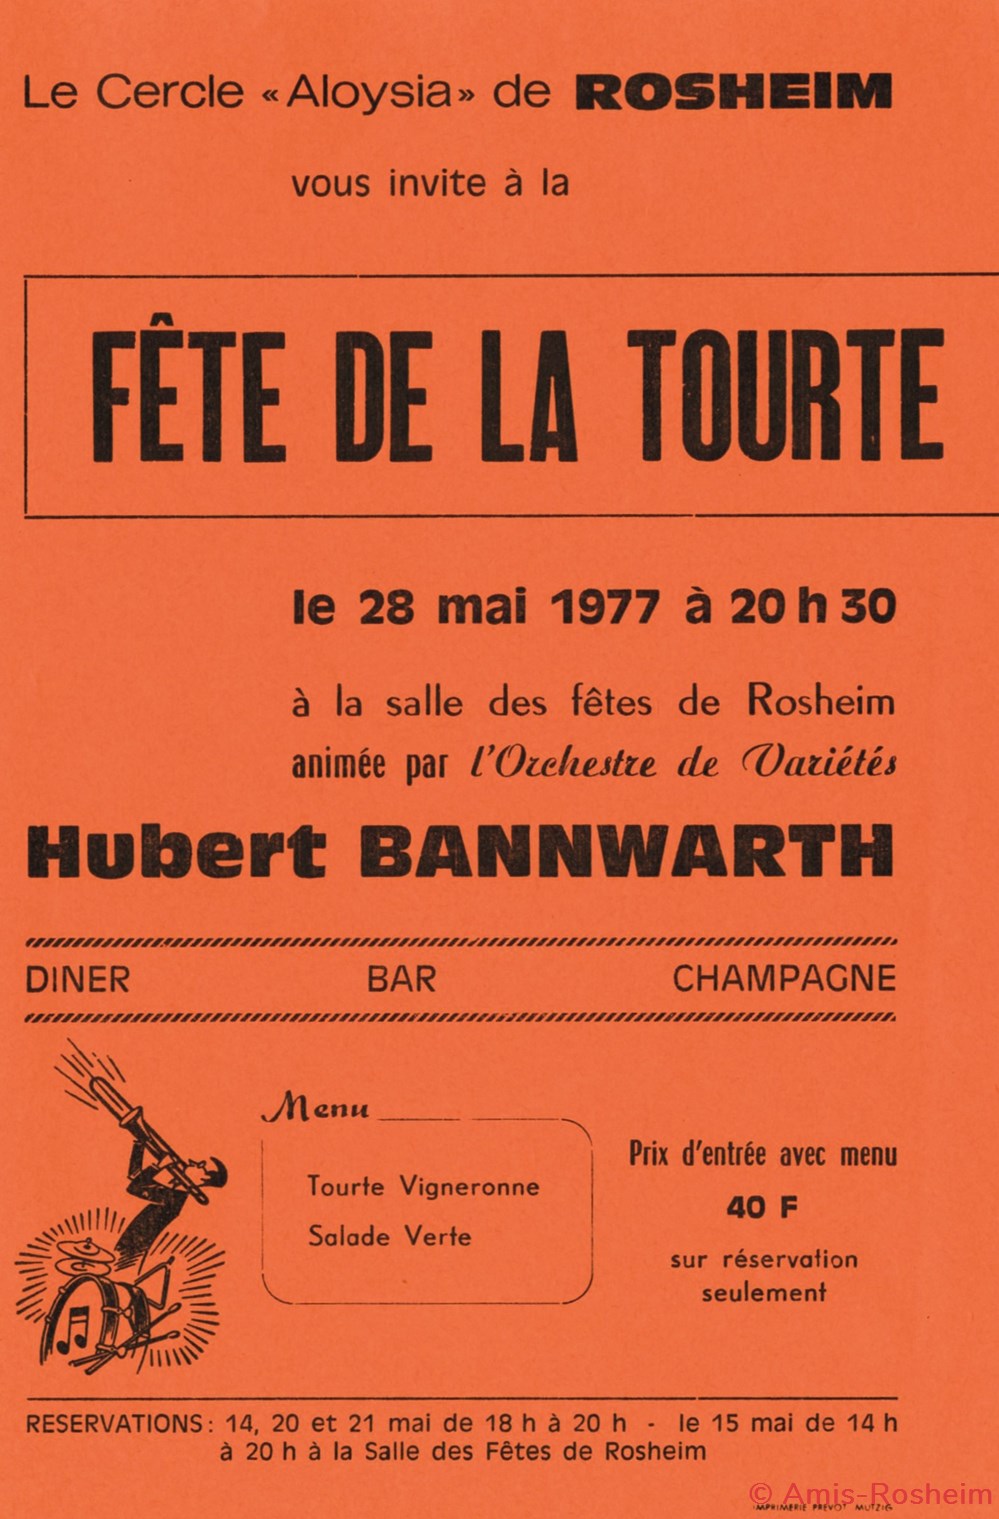 Le Cercle « Aloysia » de ROSHEIM
vous invite à la
FÊTE DE LA TOURTE
le 28 mai 1977 à 20 h 30
à la salle des fêtes de Rosheim
animée par l'Orchestre de Variétés
Hubert BANNWARTH
DINER BAR CHAMPAGNE
Menu
Tourte Vigneronne
Salade Verte
Prix d'entrée avec menu
40 F
sur réservation
seulement
RESERVATIONS : 14, 20 et 21 mai de 18 h à 20 h - le 15 mai de 14 h
à 20 h à la Salle des Fêtes de Rosheim
© Amis-Rosheim
IMPRIMERIE PREVOT MUTZIG